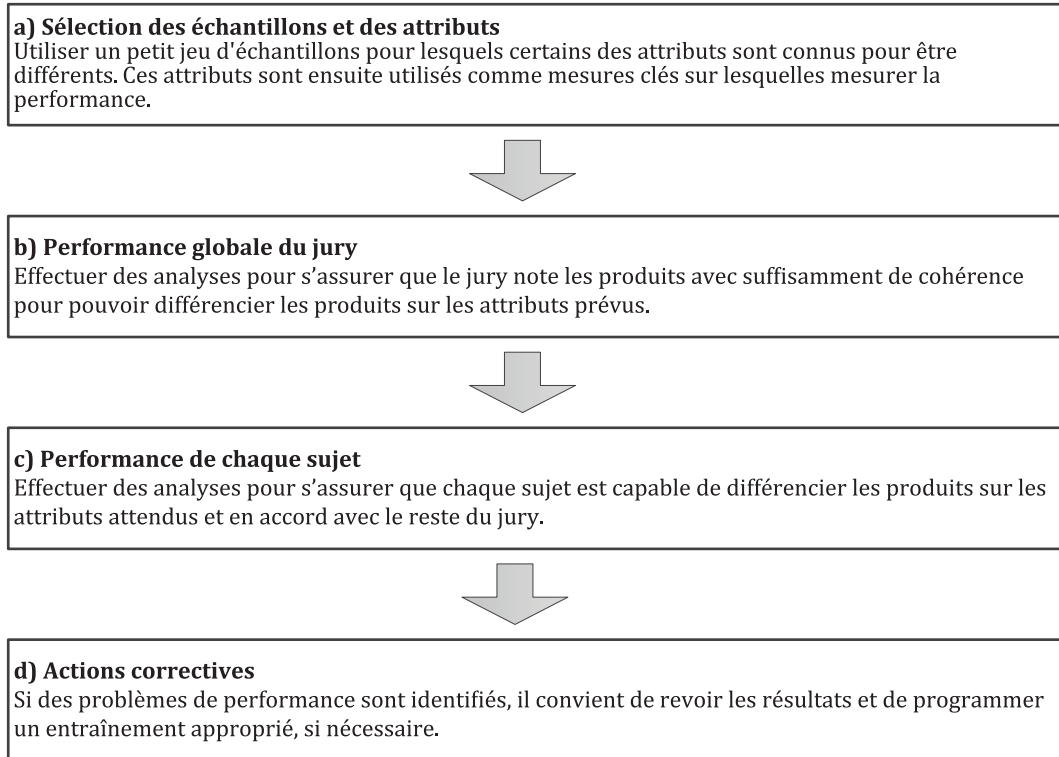 a) Sélection des échantillons et des attributs
Utiliser un petit jeu d'échantillons pour lesquels certains des attributs sont connus pour être
différents. Ces attributs sont ensuite utilisés comme mesures clés sur lesquelles mesurer la
performance.
b) Performance globale du jury
Effectuer des analyses pour s’assurer que le jury note les produits avec suffisamment de cohérence
pour pouvoir différencier les produits sur les attributs prévus.
c) Performance de chaque sujet
Effectuer des analyses pour s’assurer que chaque sujet est capable de différencier les produits sur les
attributs attendus et en accord avec le reste du jury.
d) Actions correctives
Si des problèmes de performance sont identifiés, il convient de revoir les résultats et de programmer
un entraînement approprié, si nécessaire.